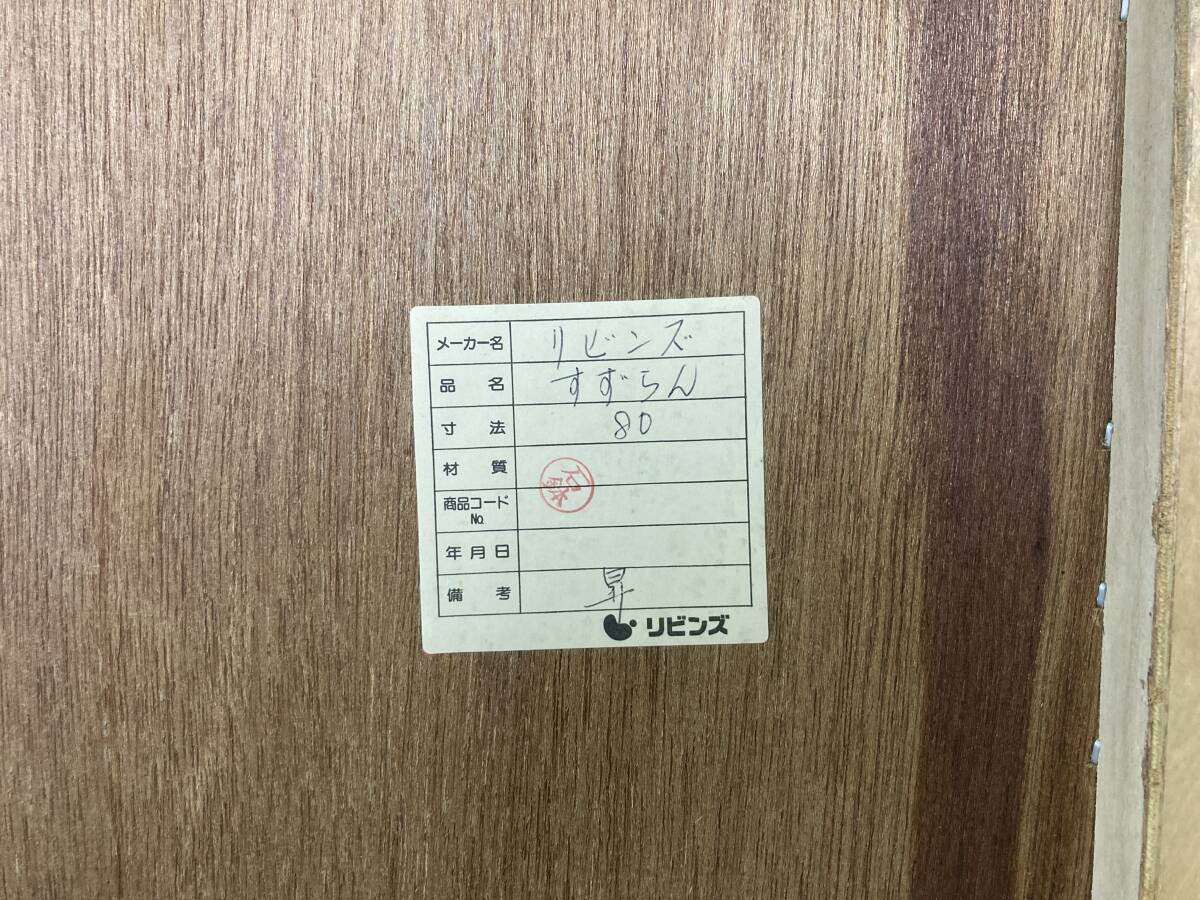 メーカー名 リビンズ
品名 すずらん
寸法 80
材質
商品コード
No.
年月日
備考 昇
リビンズ